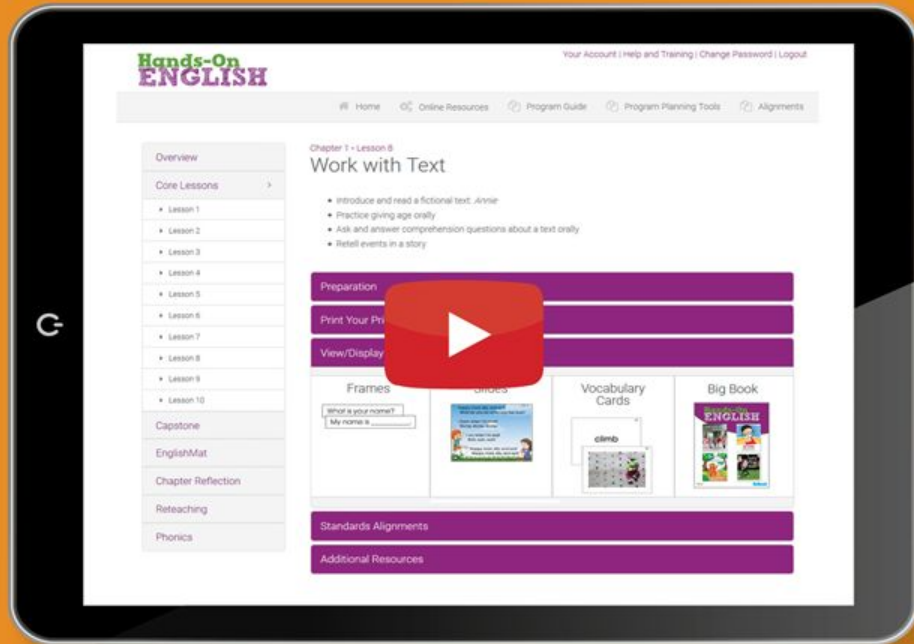 Hands-On
ENGLISH
Your Account | Help and Training | Change Password | Logout
Home Online Resources Program Guide Program Planning Tools Alignments
Overview
Core Lessons
Lesson 1
Lesson 2
Lesson 3
Lesson 4
Lesson 5
Lesson 6
Lesson 7
Lesson 8
Lesson 9
Lesson 10
Capstone
EnglishMat
Chapter Reflection
Reteaching
Phonics
Chapter 1 • Lesson 8
Work with Text
Introduce and read a fictional text: Annie
Practice giving age orally
Ask and answer comprehension questions about a text orally
Retell events in a story
Preparation
Print Your
View/Display
Frames
What is your name?
My name is ________.
Slides
Vocabulary
Cards
climb
Big Book
Hands-On
ENGLISH
Standards Alignments
Additional Resources